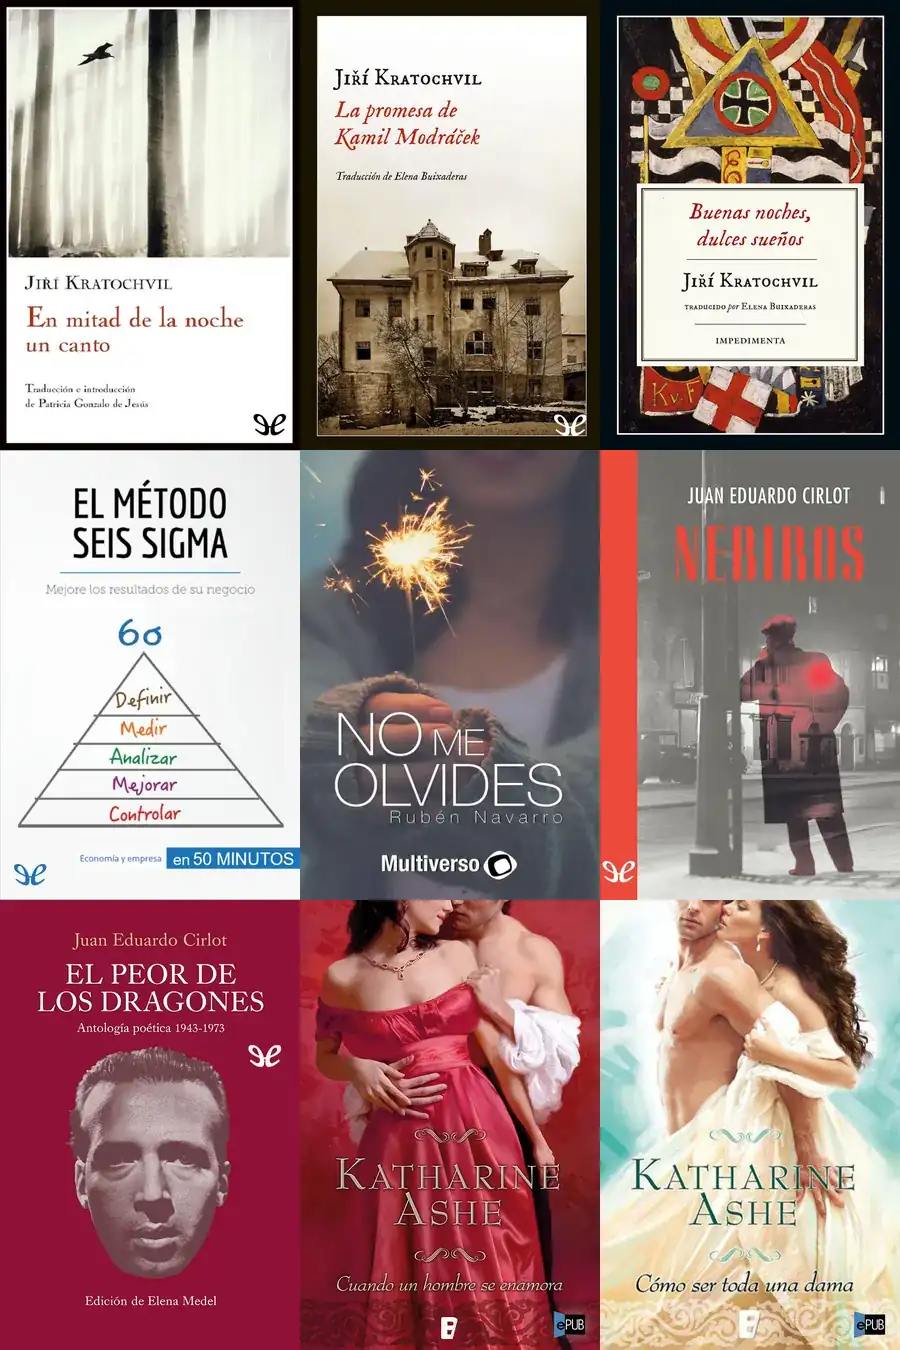 JIŘÍ KRATOCHVIL
En mitad de la noche
un canto
Traducción e introducción
de Patricia Gonzalo de Jesús
JIŘÍ KRATOCHVIL
La promesa de
Kamil Modráček
Traducción de Elena Buixaderas
Buenas noches,
dulces sueños
JIŘÍ KRATOCHVIL
TRADUCIDO por ELENA BUIXADERAS
IMPEDIMENTA
K.v.F
EL MÉTODO
SEIS SIGMA
Mejore los resultados de su negocio
6σ
Definir
Medir
Analizar
Mejorar
Controlar
Economía y empresa en 50 MINUTOS
NO ME
OLVIDES
Rubén Navarro
Multiverso
JUAN EDUARDO CIRLOT
NEBIROS
Juan Eduardo Cirlot
EL PEOR DE
LOS DRAGONES
Antología poética 1943-1973
Edición de Elena Medel
KATHARINE
ASHE
Cuando un hombre se enamora
B
ePUB
KATHARINE
ASHE
Cómo ser toda una dama
B
ePUB